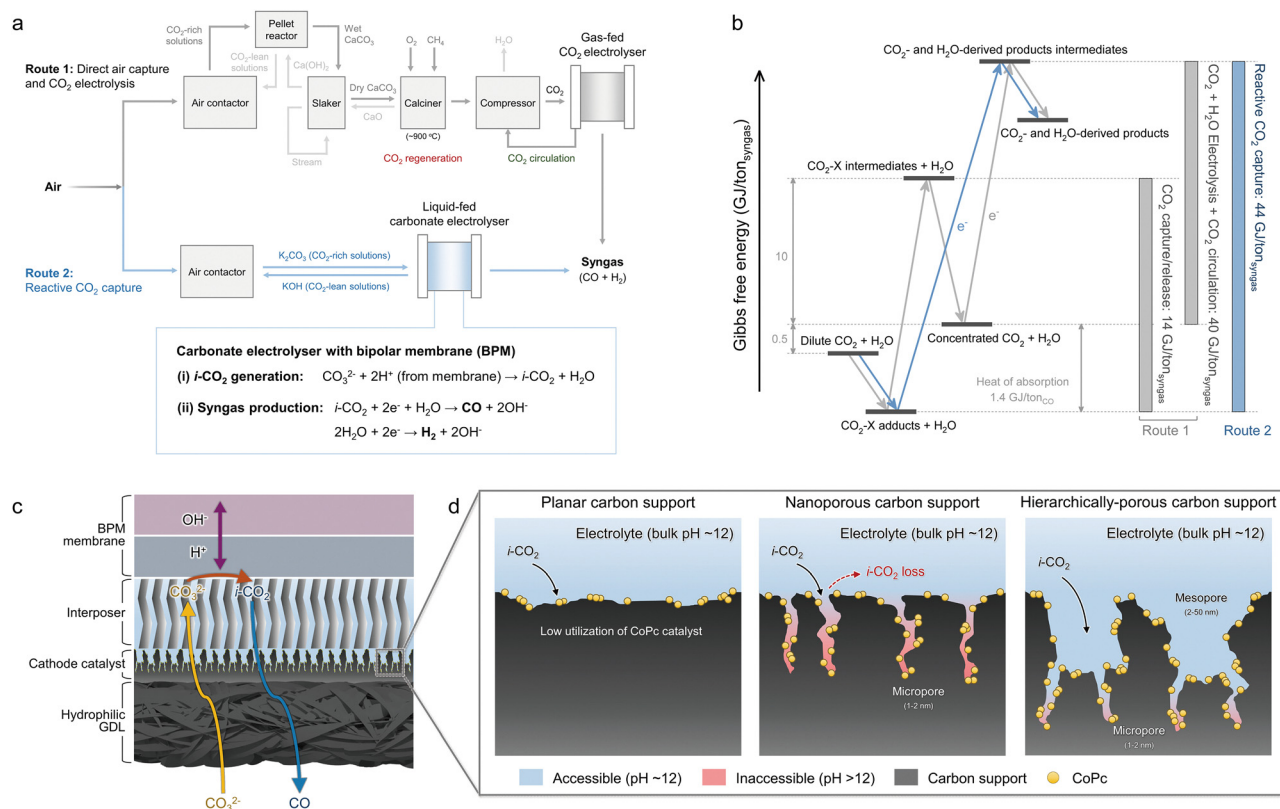 a
Route 1: Direct air capture
and CO₂ electrolysis
CO₂-rich
solutions
Pellet
reactor
Wet
CaCO₃
CO₂-lean
solutions
Ca(OH)₂
Air contactor
Slaker
Stream
Dry CaCO₃
CaO
O₂
CH₄
Calciner
(~900 ºC)
CO₂ regeneration
H₂O
Compressor
CO₂
CO₂ circulation
Gas-fed
CO₂ electrolyser
Air
Route 2:
Reactive CO₂ capture
Air contactor
K₂CO₃ (CO₂-rich solutions)
KOH (CO₂-lean solutions)
Liquid-fed
carbonate electrolyser
Syngas
(CO + H₂)
Carbonate electrolyser with bipolar membrane (BPM)
(i) i-CO₂ generation: CO₃²⁻ + 2H⁺ (from membrane) → i-CO₂ + H₂O
(ii) Syngas production: i-CO₂ + 2e⁻ + H₂O → CO + 2OH⁻
2H₂O + 2e⁻ → H₂ + 2OH⁻
b
Gibbs free energy (GJ/ton syngas)
CO₂- and H₂O-derived products intermediates
CO₂- and H₂O-derived products
CO₂-X intermediates + H₂O
e⁻
e⁻
10
0.5
Dilute CO₂ + H₂O
Concentrated CO₂ + H₂O
Heat of absorption
1.4 GJ/ton CO
CO₂-X adducts + H₂O
CO₂ capture/release: 14 GJ/ton syngas
CO₂ + H₂O Electrolysis + CO₂ circulation: 40 GJ/ton syngas
Reactive CO₂ capture: 44 GJ/ton syngas
Route 1
Route 2
c
BPM
membrane
Interposer
Cathode catalyst
Hydrophilic
GDL
OH⁻
H⁺
CO₃²⁻
i-CO₂
CO₃²⁻
CO
d
Planar carbon support
Electrolyte (bulk pH ~12)
i-CO₂
Low utilization of CoPc catalyst
Nanoporous carbon support
Electrolyte (bulk pH ~12)
i-CO₂
i-CO₂ loss
Micropore
(1-2 nm)
Hierarchically-porous carbon support
Electrolyte (bulk pH ~12)
i-CO₂
Mesopore
(2-50 nm)
Micropore
(1-2 nm)
Accessible (pH ~12)
Inaccessible (pH >12)
Carbon support
CoPc